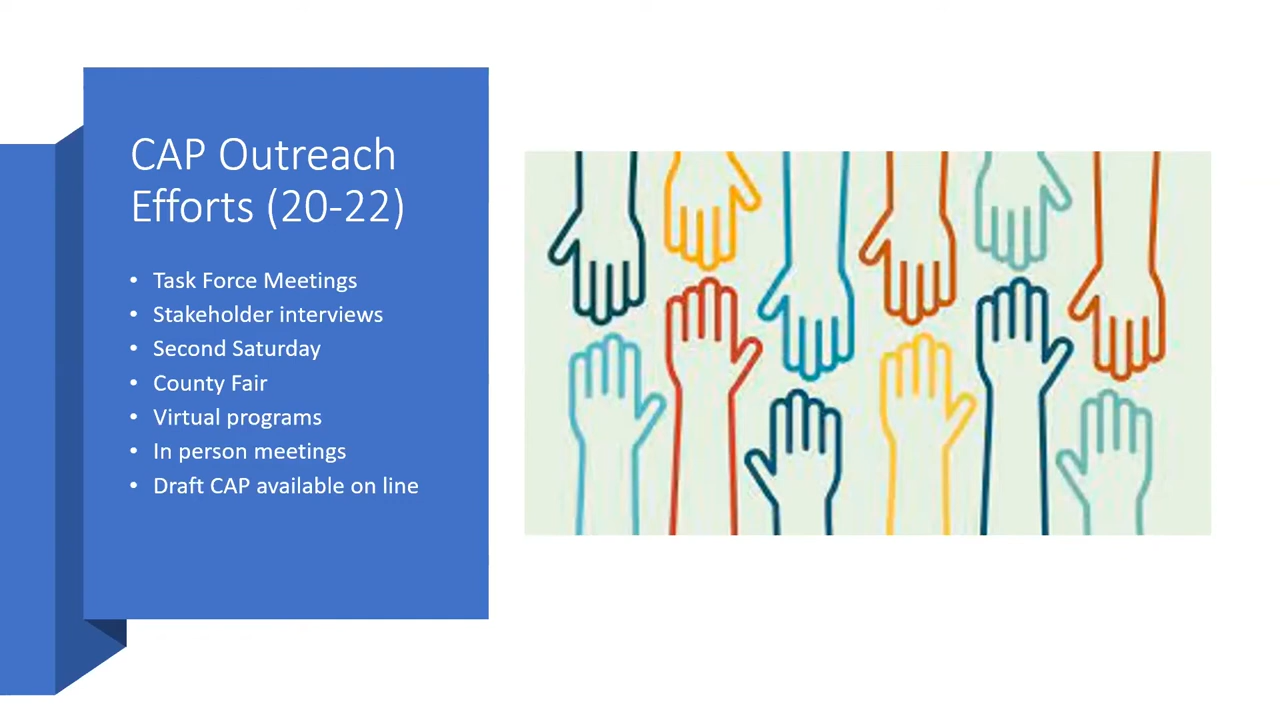 CAP Outreach
Efforts (20-22)
• Task Force Meetings
• Stakeholder interviews
• Second Saturday
• County Fair
• Virtual programs
• In person meetings
• Draft CAP available on line